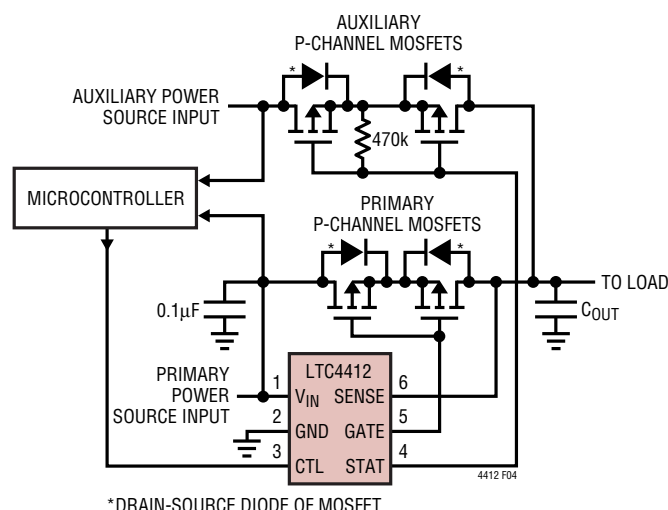 AUXILIARY
P-CHANNEL MOSFETS
*
*
AUXILIARY POWER
SOURCE INPUT
470k
MICROCONTROLLER
PRIMARY
P-CHANNEL MOSFETS
*
*
TO LOAD
0.1µF
COUT
PRIMARY
POWER
SOURCE INPUT
LTC4412
1
VIN
SENSE
6
2
GND
GATE
5
3
CTL
STAT
4
4412 F04
*DRAIN-SOURCE DIODE OF MOSFET